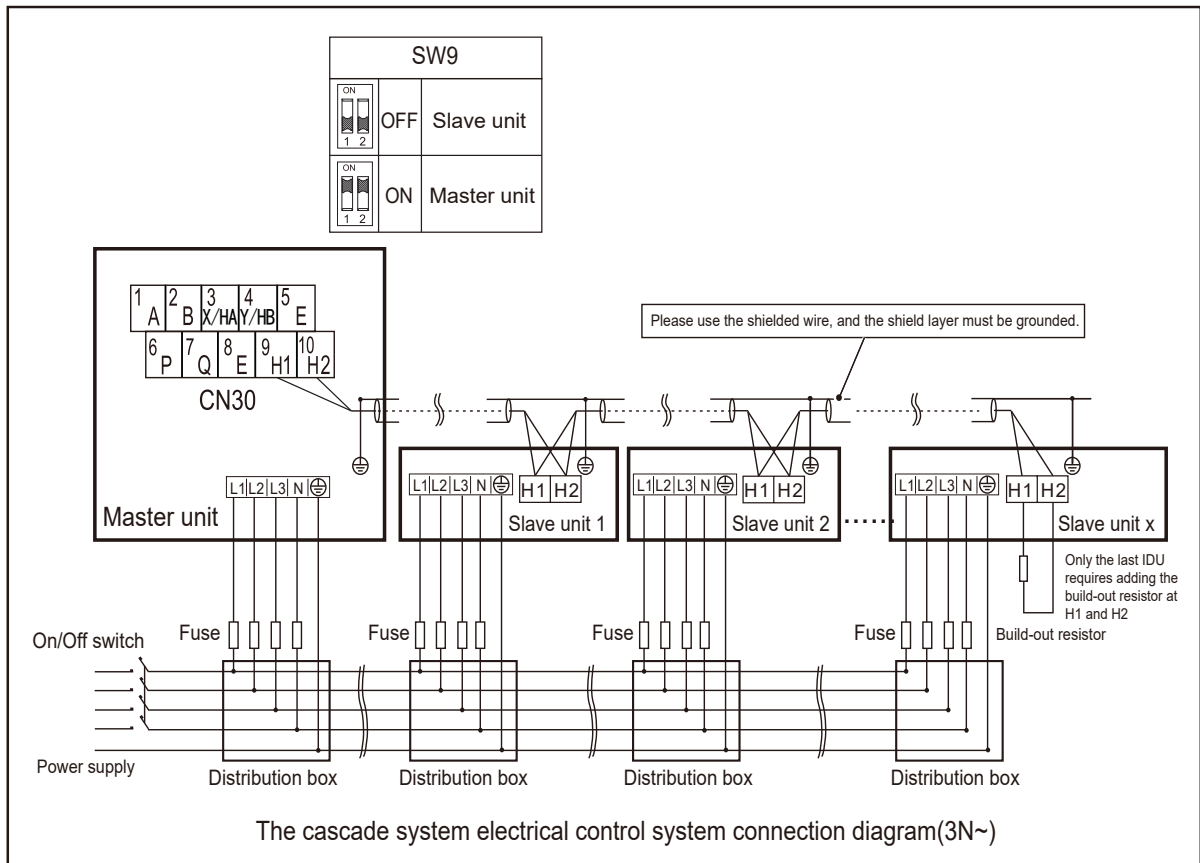 SW9
ON
1 2
OFF
Slave unit
ON
1 2
ON
Master unit
1 A
2 B
3 X/HA
4 Y/HB
5 E
6 P
7 Q
8 E
9 H1
10 H2
CN30
Please use the shielded wire, and the shield layer must be grounded.
L1 L2 L3 N
Master unit
L1 L2 L3 N
H1 H2
Slave unit 1
L1 L2 L3 N
H1 H2
Slave unit 2
L1 L2 L3 N
H1 H2
Slave unit x
Only the last IDU
requires adding the
build-out resistor at
H1 and H2
Build-out resistor
On/Off switch
Fuse
Fuse
Fuse
Fuse
Power supply
Distribution box
Distribution box
Distribution box
Distribution box
The cascade system electrical control system connection diagram(3N~)